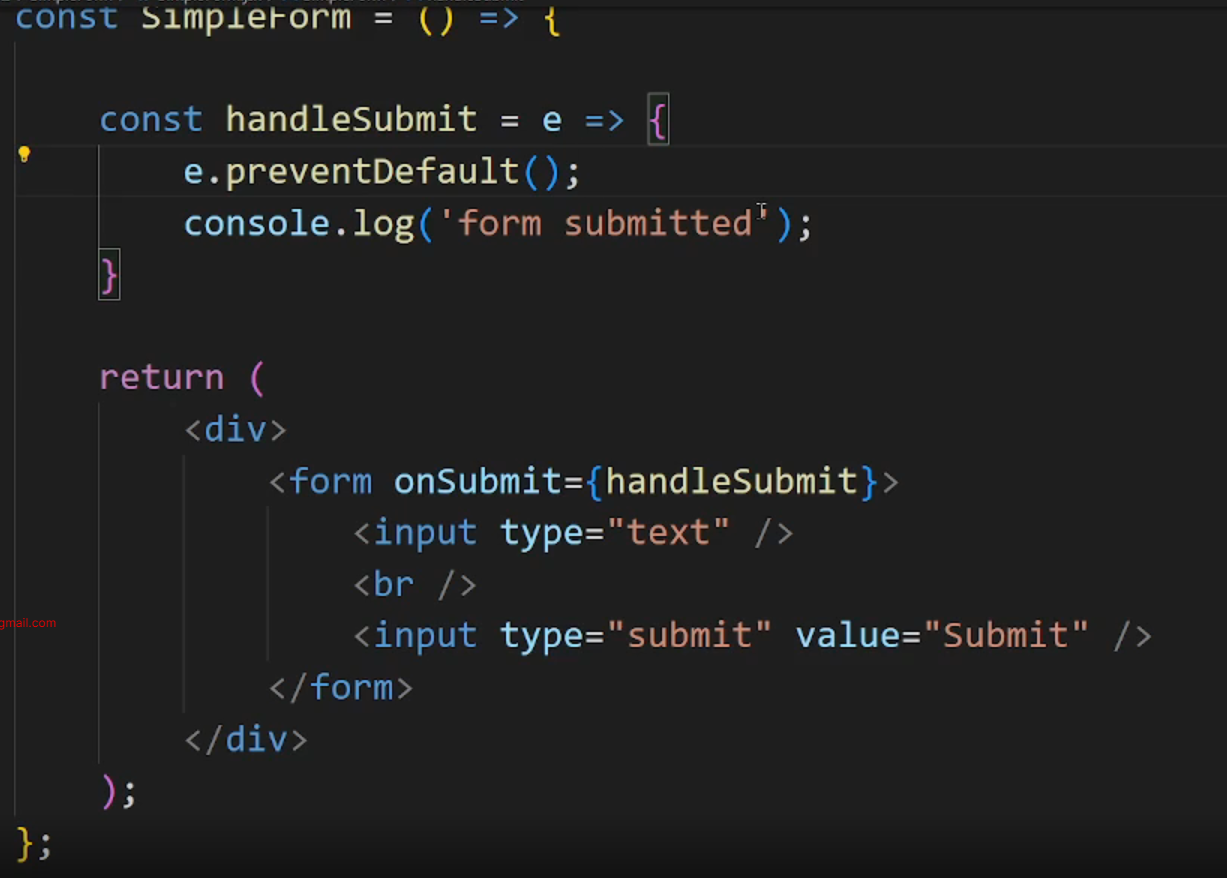 const SimpleForm = () => {
const handleSubmit = e => {
e.preventDefault();
console.log('form submitted');
}
return (
<div>
<form onSubmit={handleSubmit}>
<input type="text" />
<br />
<input type="submit" value="Submit" />
gmail.com
</form>
</div>
);
};